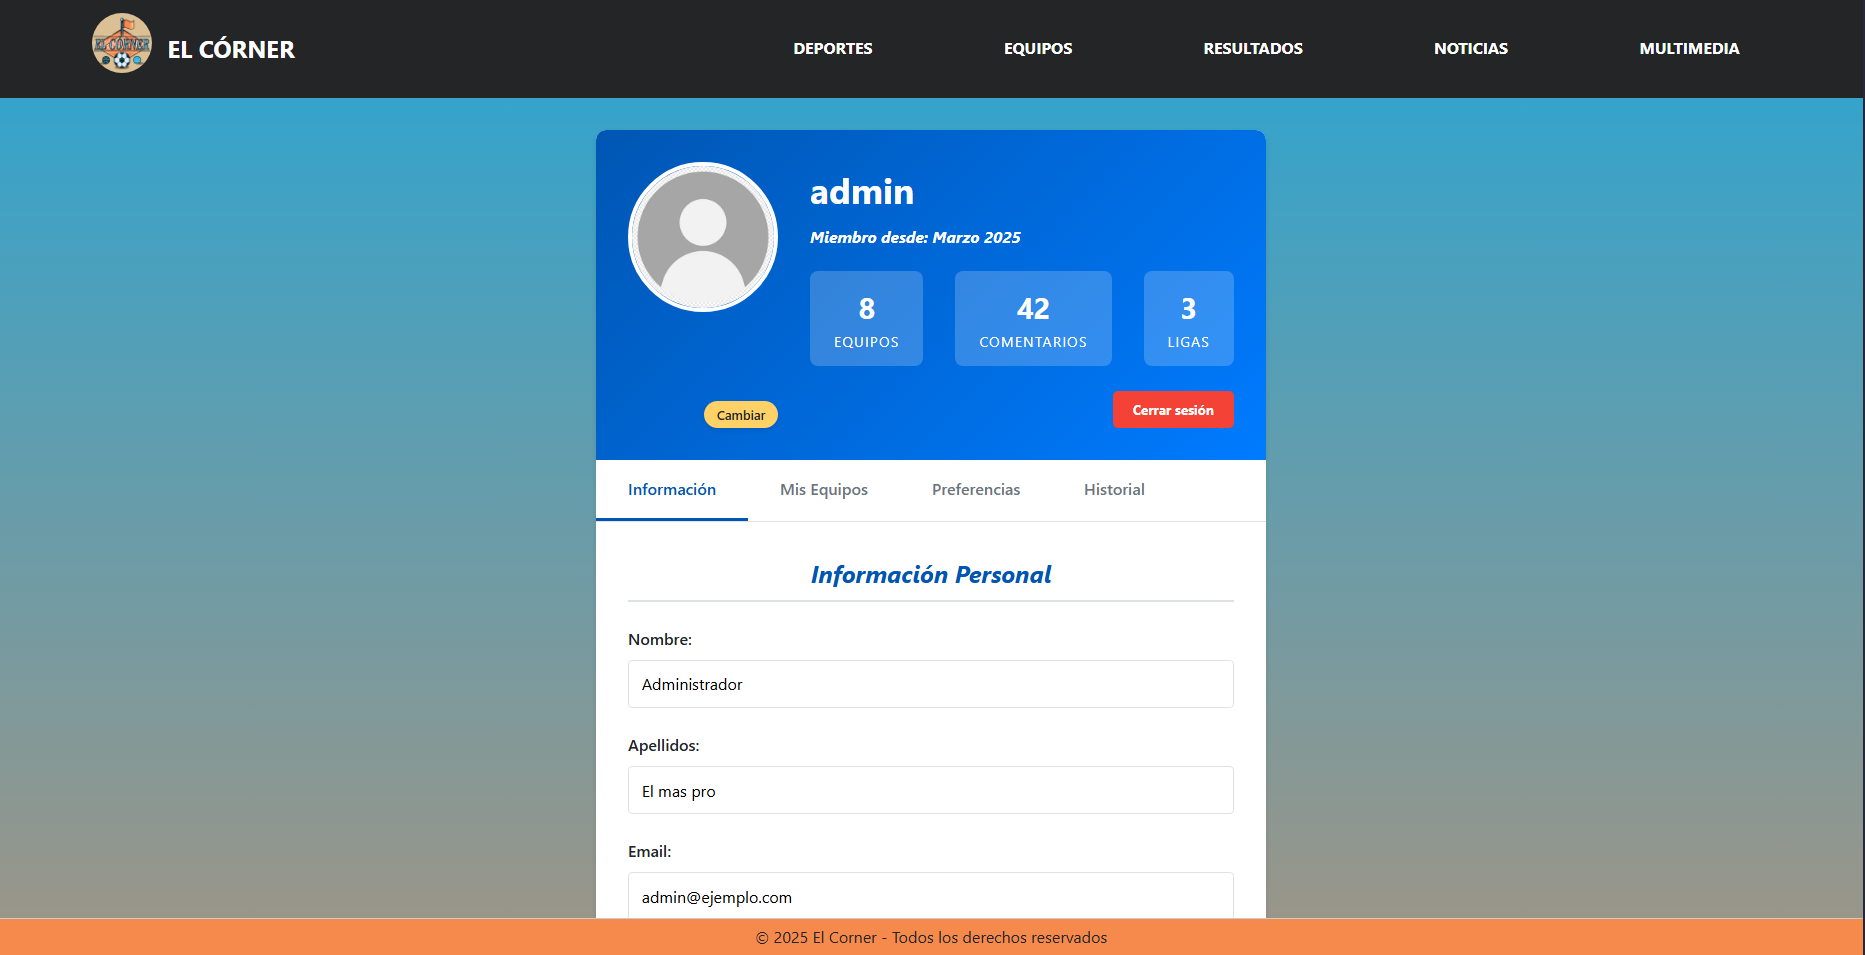 EL CORNER
EL CÓRNER
DEPORTES
EQUIPOS
RESULTADOS
NOTICIAS
MULTIMEDIA
admin
Miembro desde: Marzo 2025
8
EQUIPOS
42
COMENTARIOS
3
LIGAS
Cambiar
Cerrar sesión
Información
Mis Equipos
Preferencias
Historial
Información Personal
Nombre:
Administrador
Apellidos:
El mas pro
Email:
admin@ejemplo.com
© 2025 El Corner - Todos los derechos reservados